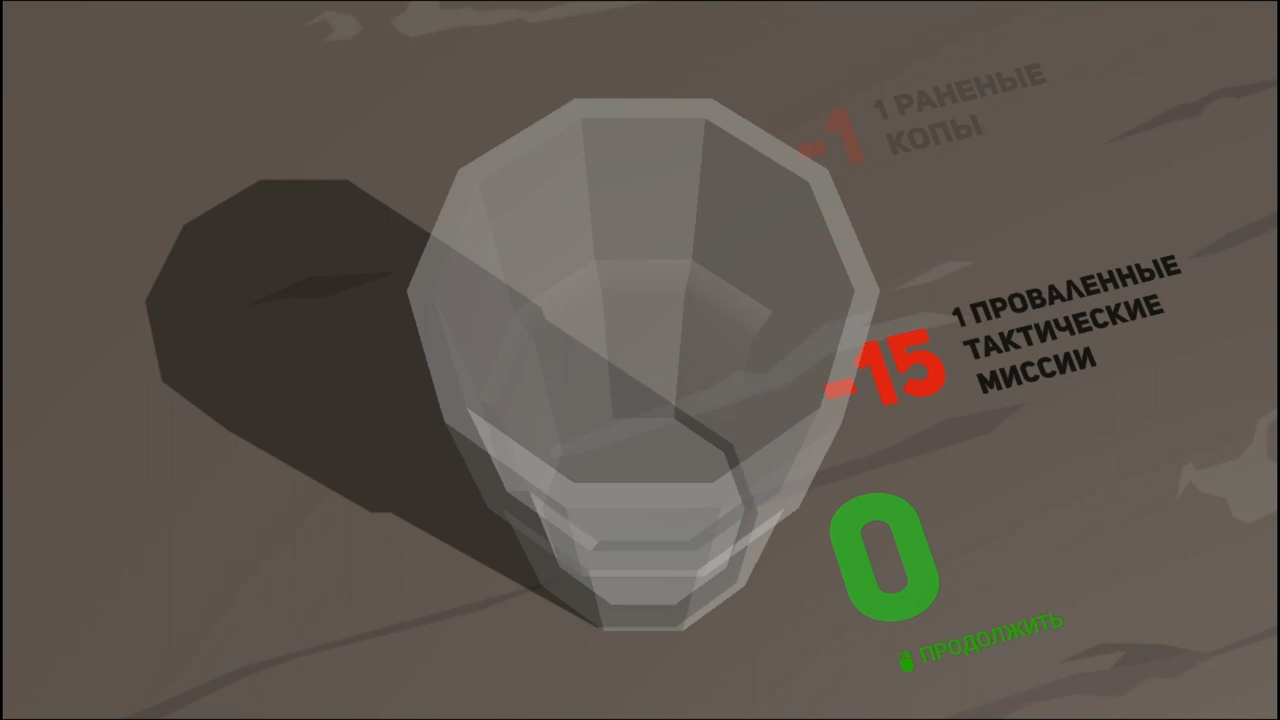 -1
1 РАНЕНЫЕ
КОПЫ
-15
1 ПРОВАЛЕННЫЕ
ТАКТИЧЕСКИЕ
МИССИИ
0
ПРОДОЛЖИТЬ